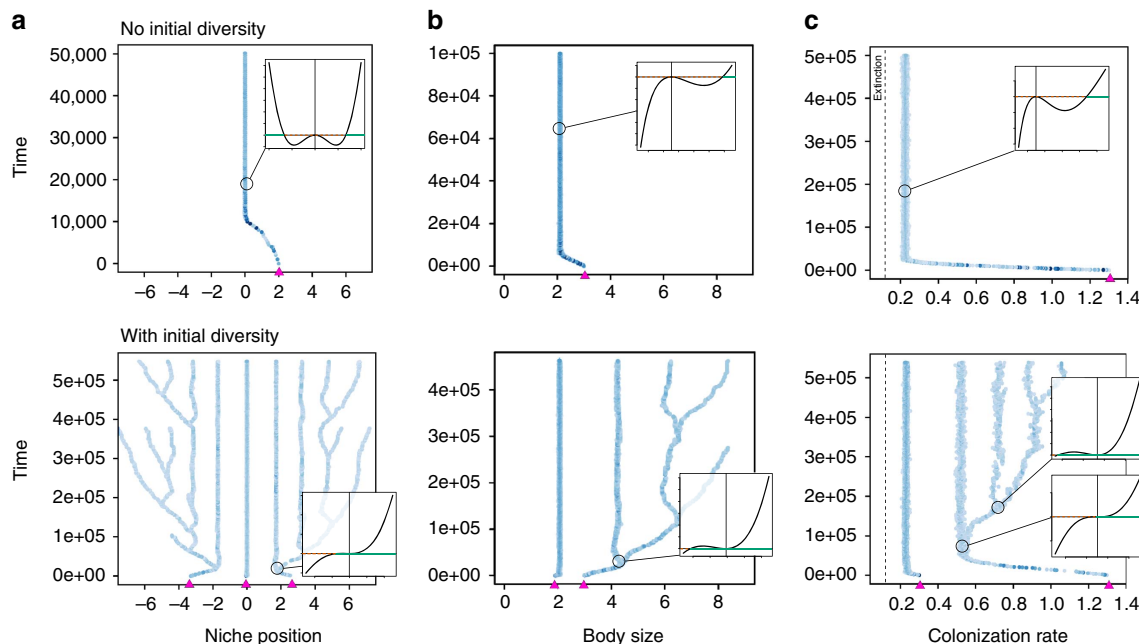 a
No initial diversity
Time
50,000
40,000
30,000
20,000
10,000
0
−6 −4 −2 0 2 4 6
b
1e+05
8e+04
6e+04
4e+04
2e+04
0e+00
0 2 4 6 8
c
Extinction
5e+05
4e+05
3e+05
2e+05
1e+05
0e+00
0.2 0.4 0.6 0.8 1.0 1.2 1.4
With initial diversity
Time
5e+05
4e+05
3e+05
2e+05
1e+05
0e+00
−6 −4 −2 0 2 4 6
Niche position
4e+05
3e+05
2e+05
1e+05
0e+00
0 2 4 6 8
Body size
5e+05
4e+05
3e+05
2e+05
1e+05
0e+00
0.2 0.4 0.6 0.8 1.0 1.2 1.4
Colonization rate